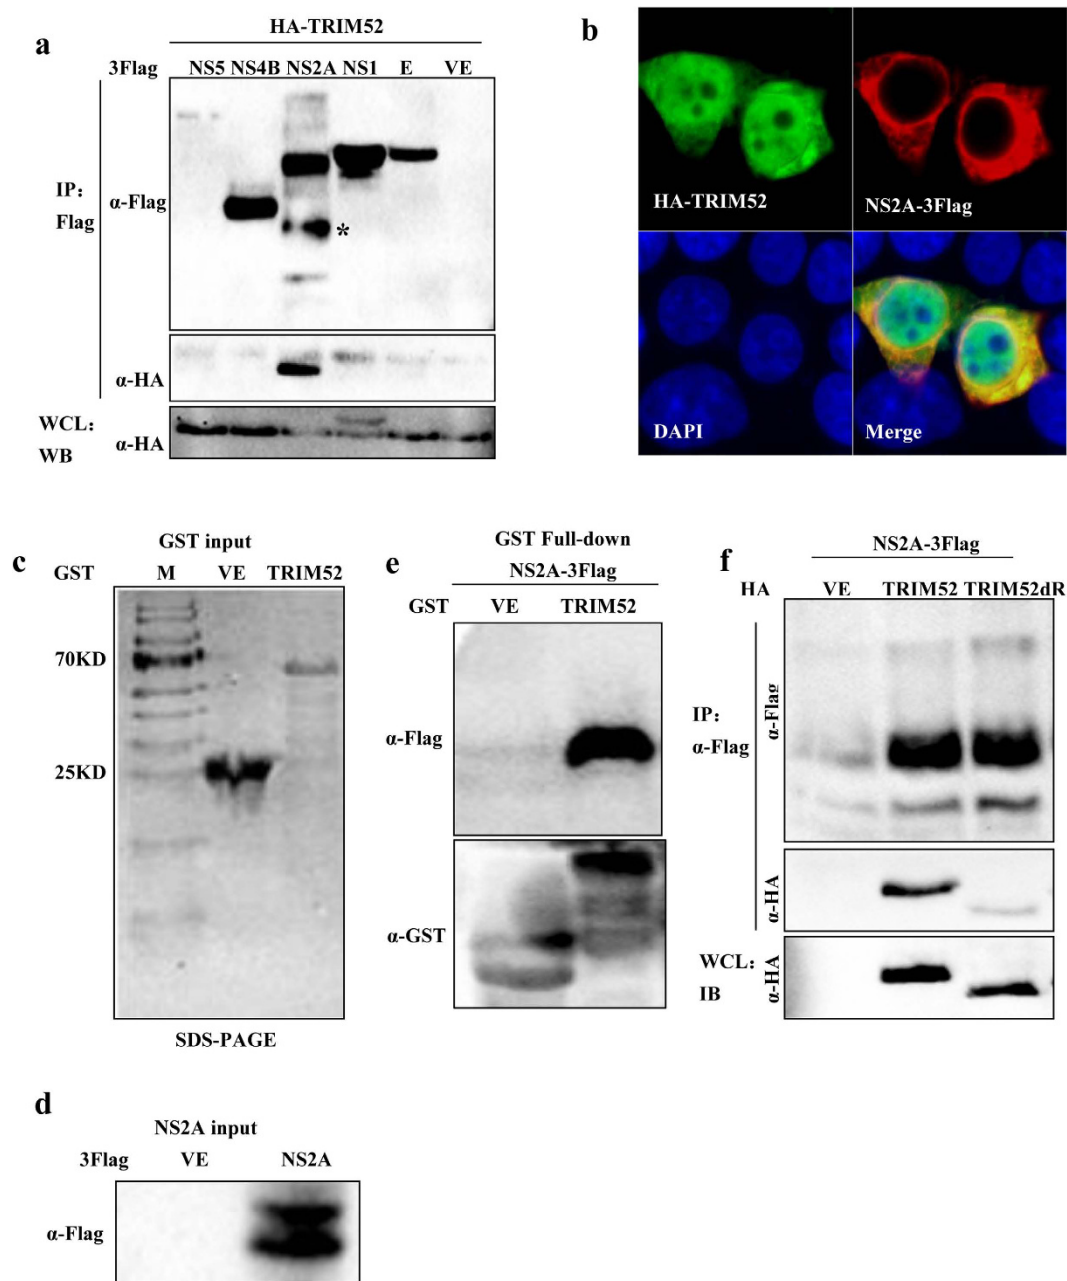 a
HA-TRIM52
3Flag NS5 NS4B NS2A NS1 E VE
IP:
Flag
α-Flag
*
α-HA
WCL:
WB
α-HA
b
HA-TRIM52
NS2A-3Flag
DAPI
Merge
c
GST input
GST M VE TRIM52
70KD
25KD
SDS-PAGE
e
GST Full-down
NS2A-3Flag
GST VE TRIM52
α-Flag
α-GST
f
NS2A-3Flag
HA VE TRIM52 TRIM52dR
IP:
α-Flag
α-Flag
α-HA
WCL:
IB
α-HA
d
NS2A input
3Flag VE NS2A
α-Flag